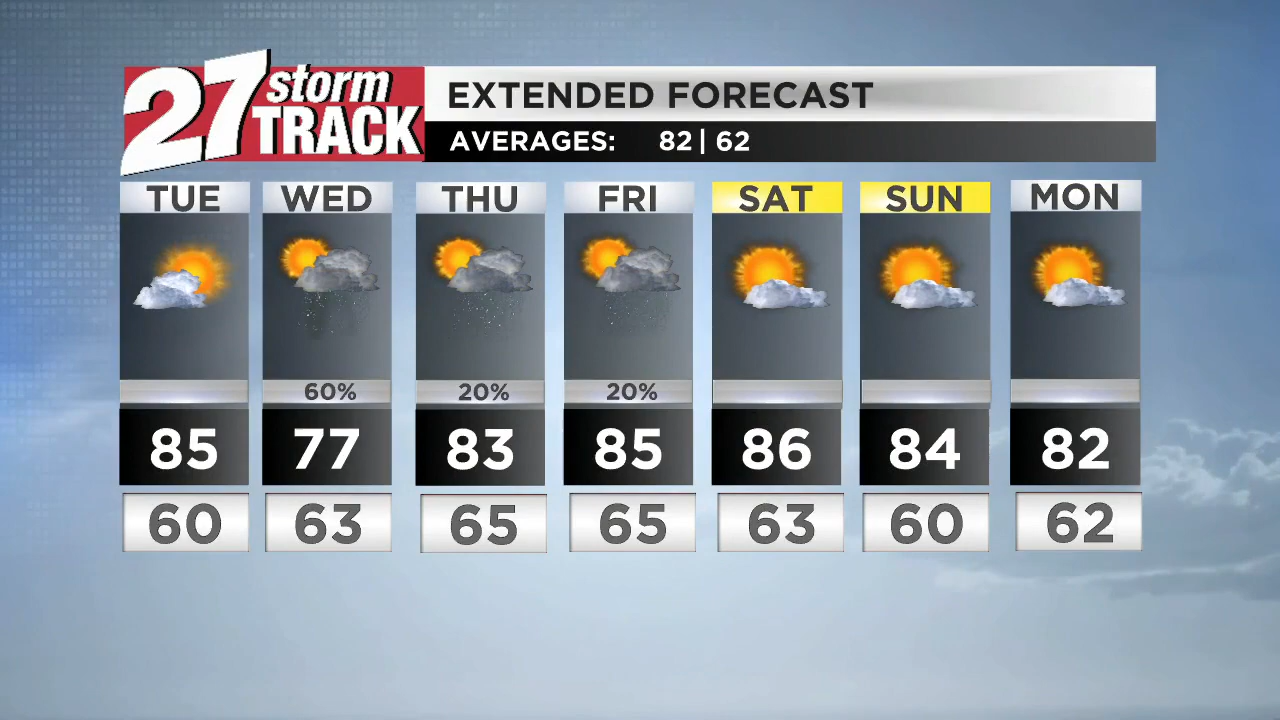 27 storm
TRACK
EXTENDED FORECAST
AVERAGES: 82 | 62
TUE WED THU FRI SAT SUN MON
60% 20% 20%
85 77 83 85 86 84 82
60 63 65 65 63 60 62